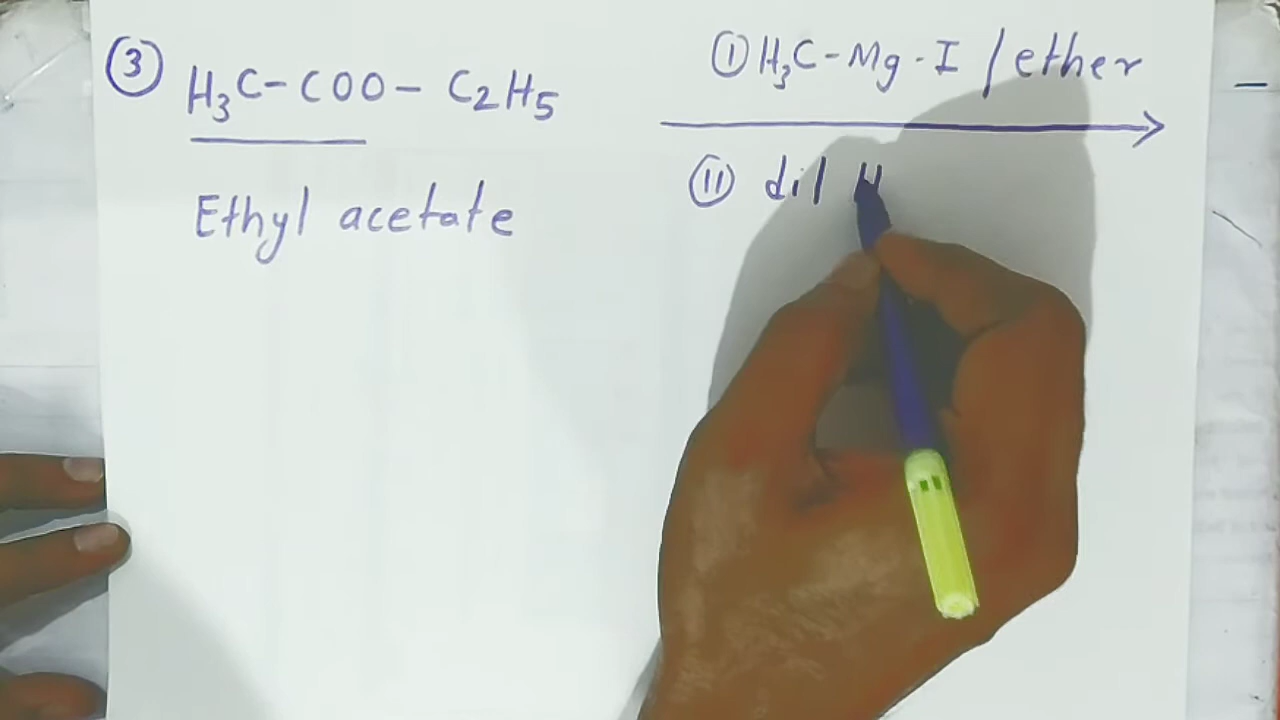 ③ H₃C-COO-C₂H₅
① H₃C-Mg-I / ether
⑪ dil H
Ethyl acetate